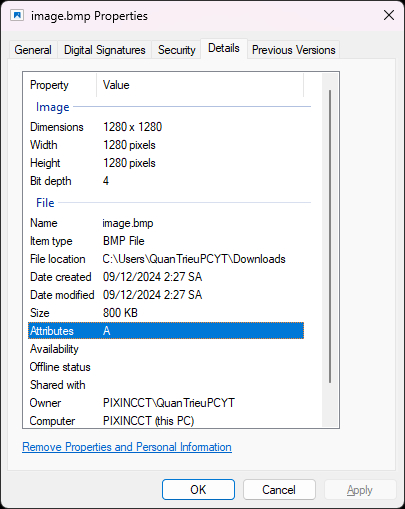 image.bmp Properties
General Digital Signatures Security Details Previous Versions
Property Value
Image
Dimensions 1280 x 1280
Width 1280 pixels
Height 1280 pixels
Bit depth 4
File
Name image.bmp
Item type BMP File
File location C:\Users\QuanTrieuPCYT\Downloads
Date created 09/12/2024 2:27 SA
Date modified 09/12/2024 2:27 SA
Size 800 KB
Attributes A
Availability
Offline status
Shared with
Owner PIXINCCT\QuanTrieuPCYT
Computer PIXINCCT (this PC)
Remove Properties and Personal Information
OK Cancel Apply